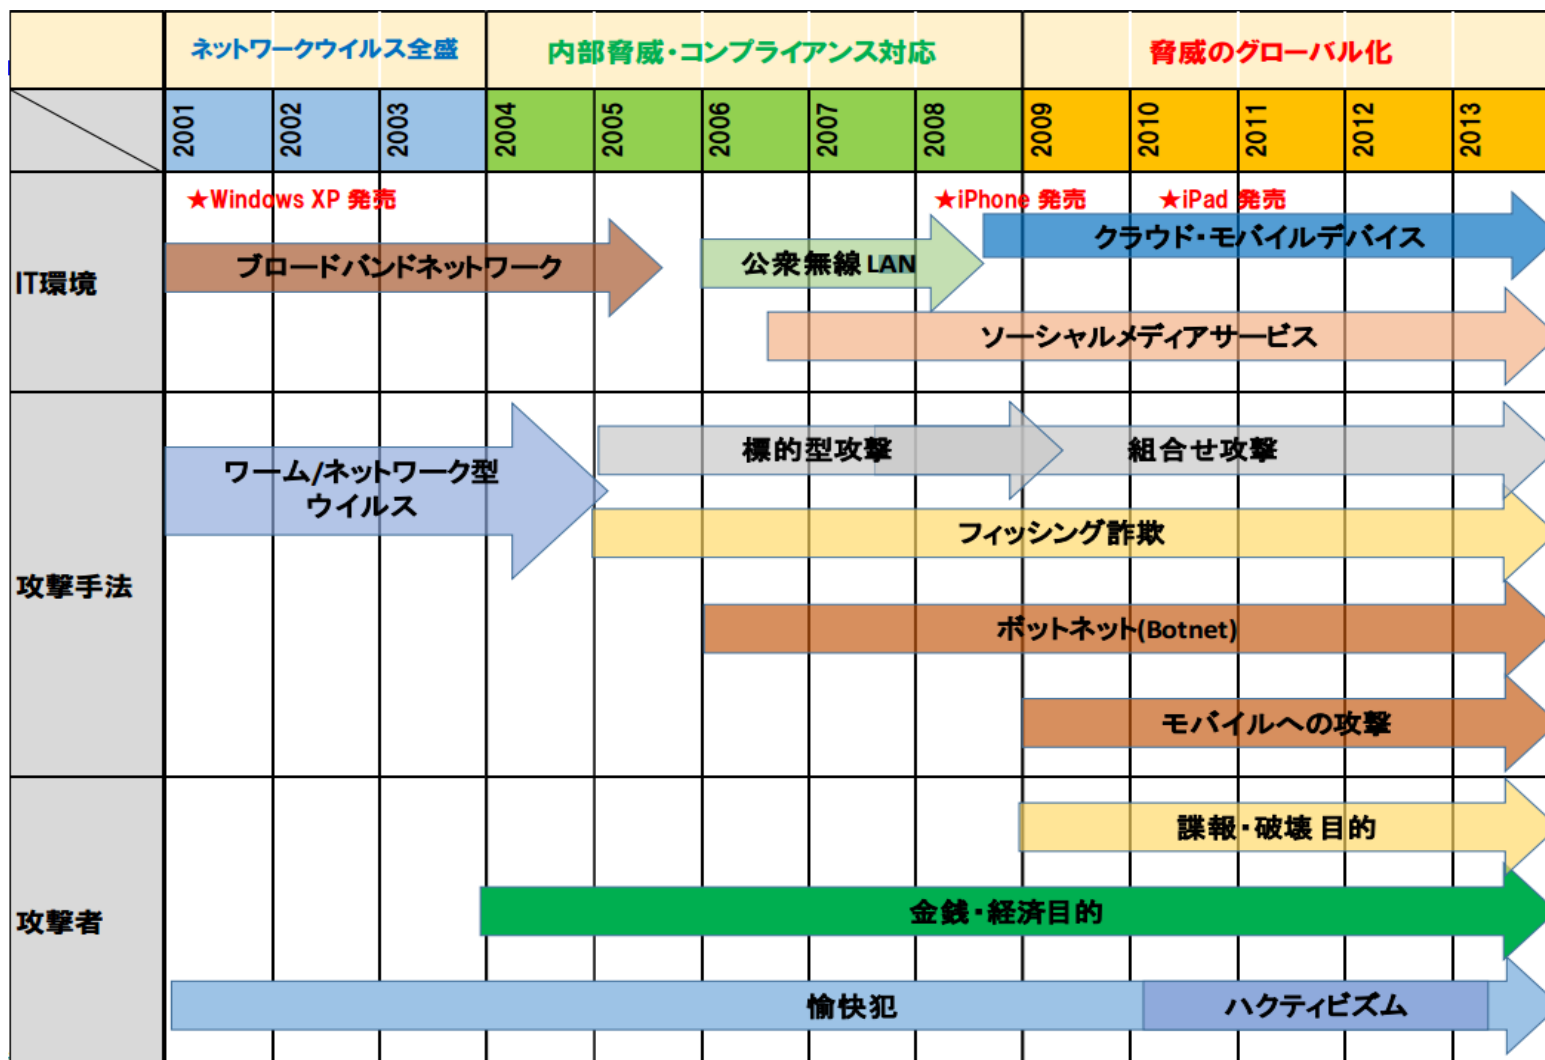 ネットワークウイルス全盛
内部脅威・コンプライアンス対応
脅威のグローバル化
2001
2002
2003
2004
2005
2006
2007
2008
2009
2010
2011
2012
2013
IT環境
★Windows XP 発売
★iPhone 発売
★iPad 発売
ブロードバンドネットワーク
公衆無線LAN
クラウド・モバイルデバイス
ソーシャルメディアサービス
攻撃手法
ワーム/ネットワーク型
ウイルス
標的型攻撃
組合せ攻撃
フィッシング詐欺
ボットネット(Botnet)
モバイルへの攻撃
攻撃者
諜報・破壊目的
金銭・経済目的
愉快犯
ハクティビズム